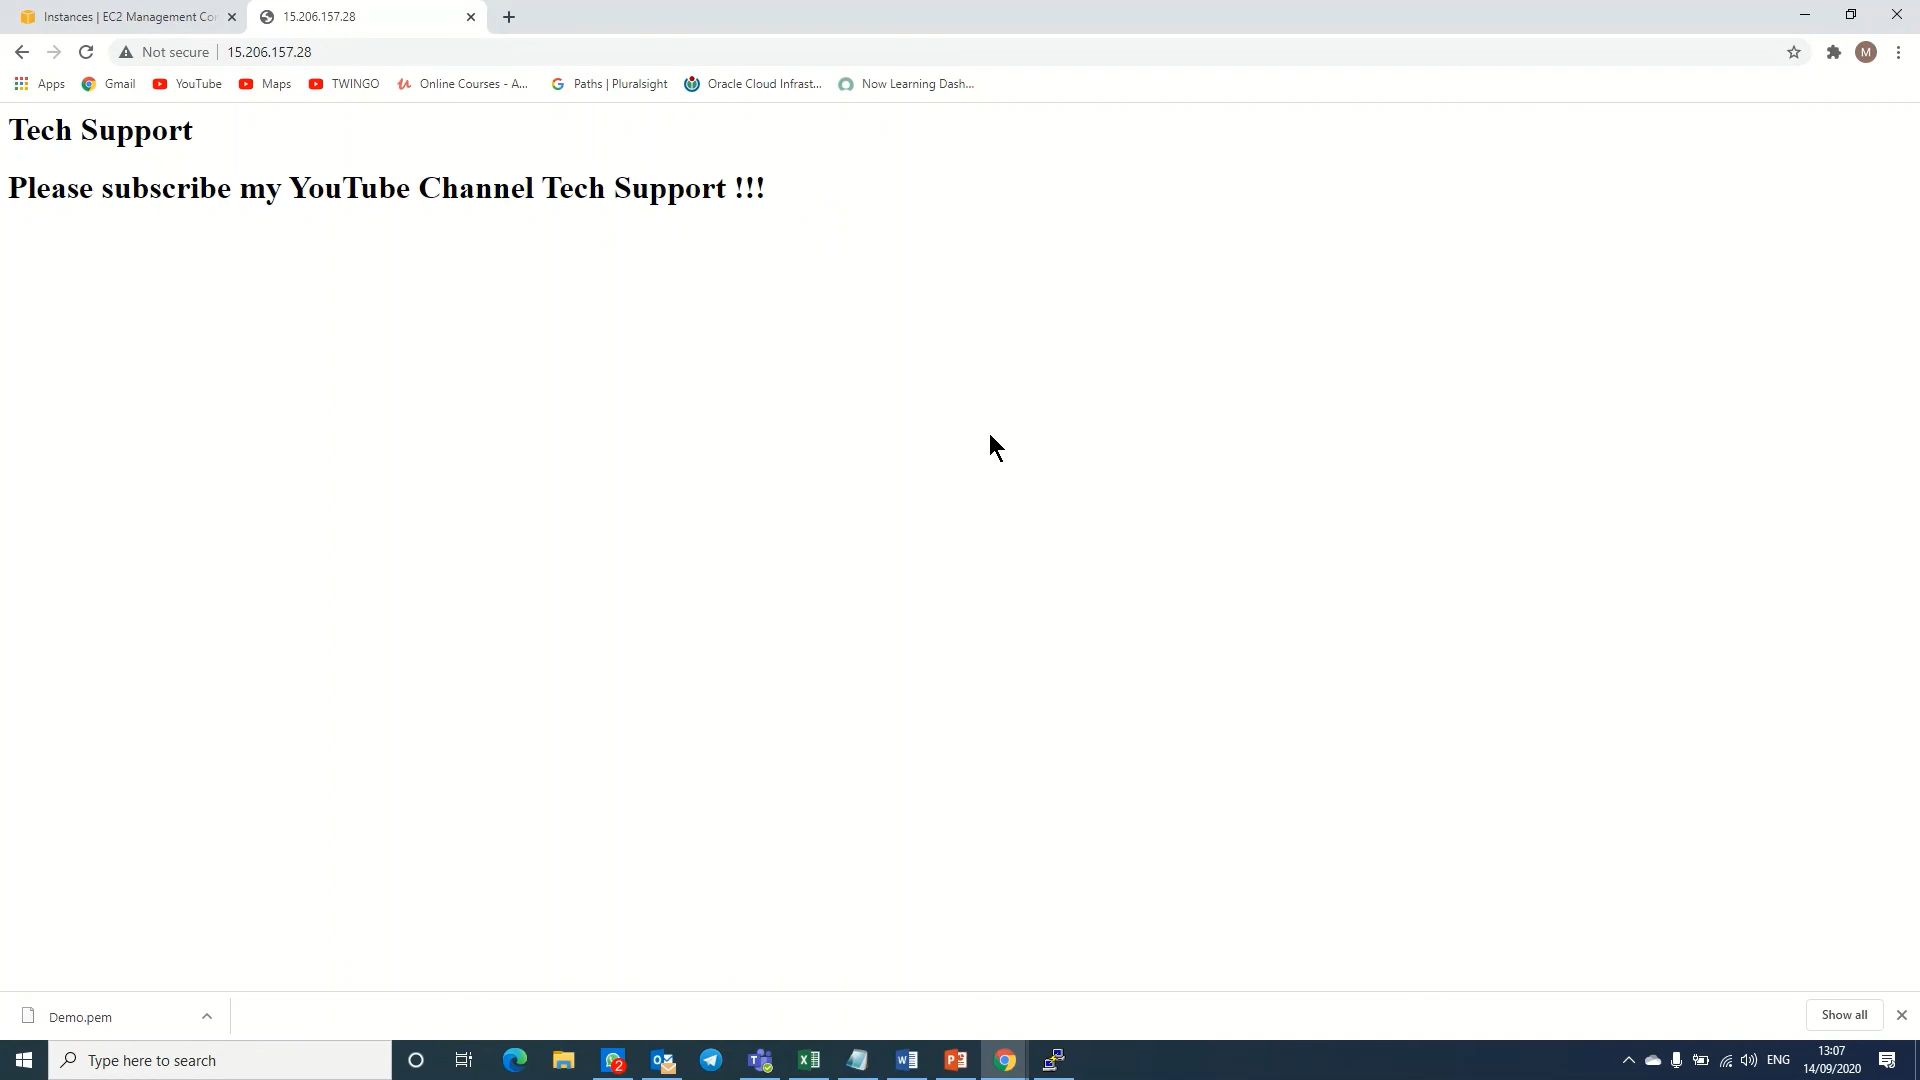 Instances | EC2 Management Con
15.206.157.28
Not secure
15.206.157.28
M
Apps
Gmail
YouTube
Maps
TWINGO
Online Courses - A...
Paths | Pluralsight
Oracle Cloud Infrast...
Now Learning Dash...
Tech Support
Please subscribe my YouTube Channel Tech Support !!!
Demo.pem
Show all
Type here to search
2
ENG
13:07
14/09/2020